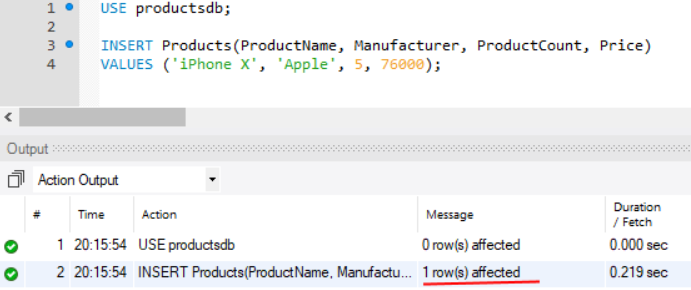 1 USE productsdb;
2
3 INSERT Products(ProductName, Manufacturer, ProductCount, Price)
4 VALUES ('iPhone X', 'Apple', 5, 76000);
Output
Action Output
# Time Action Message Duration / Fetch
1 20:15:54 USE productsdb 0 row(s) affected 0.000 sec
2 20:15:54 INSERT Products(ProductName, Manufactu... 1 row(s) affected 0.219 sec